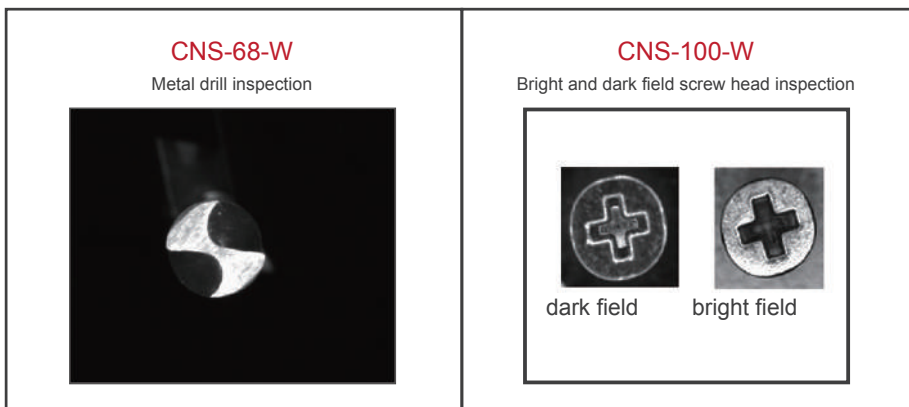 CNS-68-W
Metal drill inspection
CNS-100-W
Bright and dark field screw head inspection
dark field
bright field